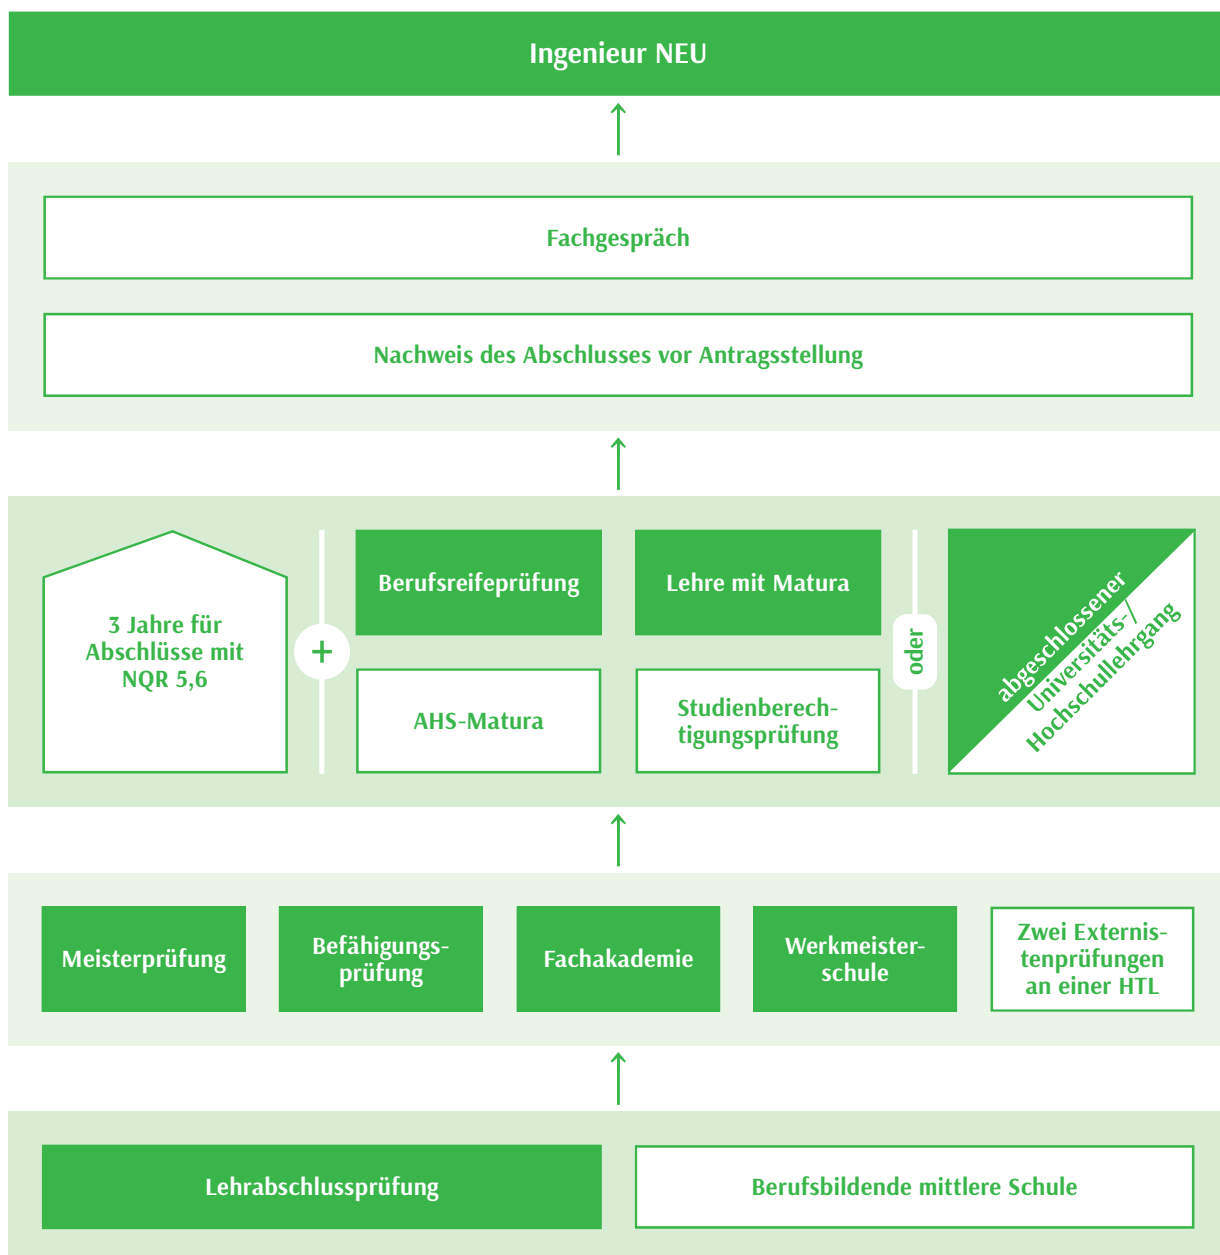 Ingenieur NEU
Fachgespräch
Nachweis des Abschlusses vor Antragsstellung
3 Jahre für
Abschlüsse mit
NQR 5,6
+
Berufsreifeprüfung
Lehre mit Matura
AHS-Matura
Studienberech-
tigungsprüfung
oder
abgeschlossener
Universitäts-/
Hochschullehrgang
Meisterprüfung
Befähigungs-
prüfung
Fachakademie
Werkmeister-
schule
Zwei Externis-
tenprüfungen
an einer HTL
Lehrabschlussprüfung
Berufsbildende mittlere Schule